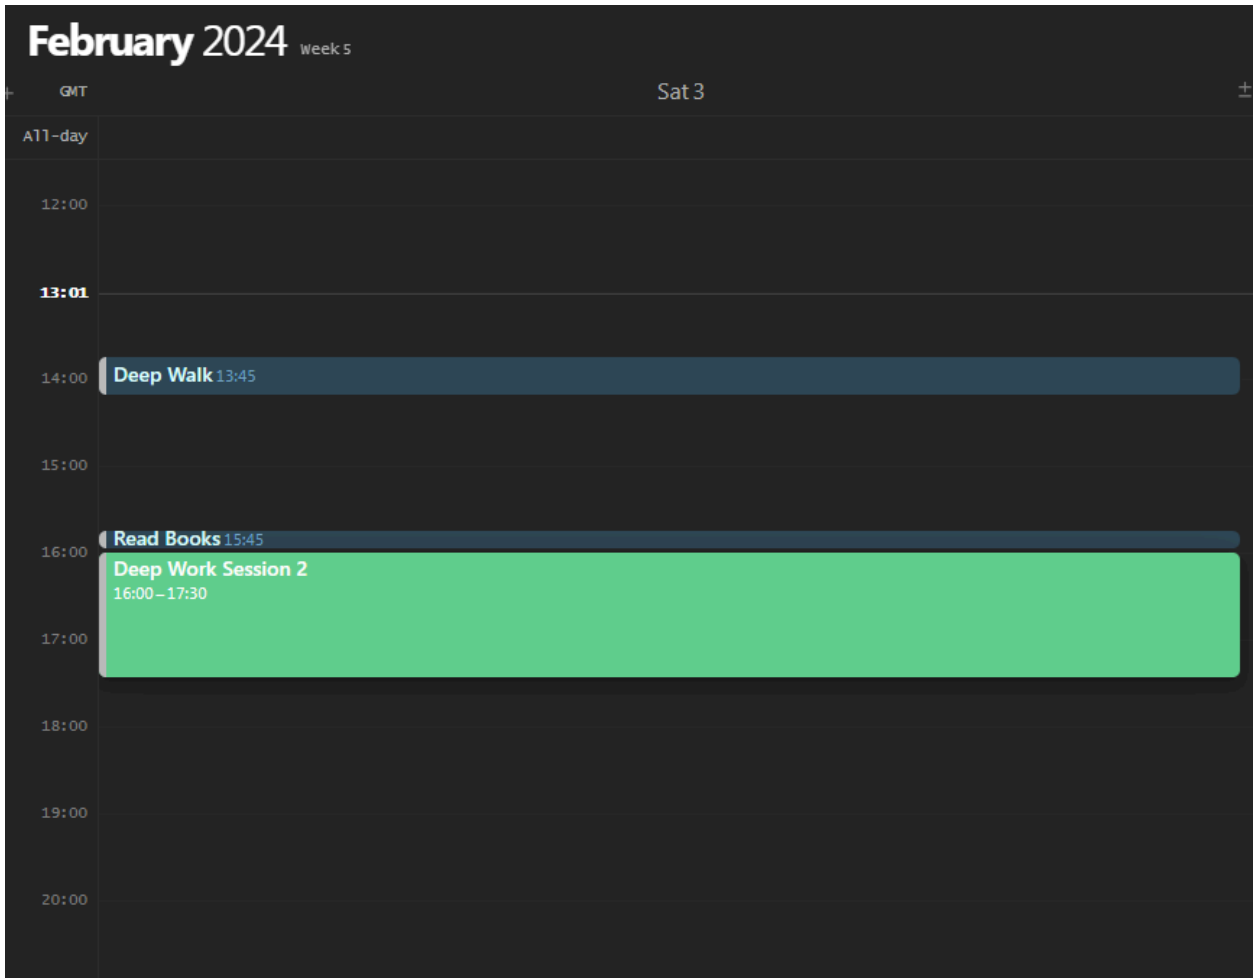 February 2024 Week 5
+ GMT Sat 3 ±
All-day
12:00
13:01
14:00 Deep Walk 13:45
15:00
Read Books 15:45
16:00
Deep Work Session 2
16:00–17:30
17:00
18:00
19:00
20:00